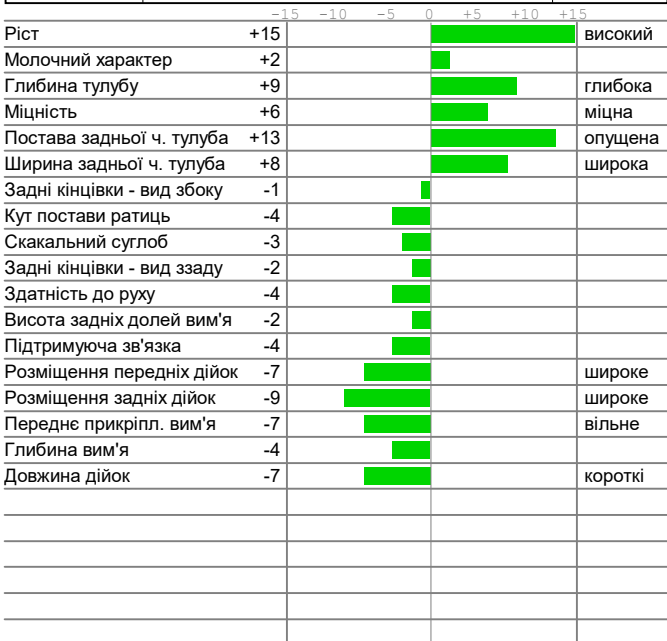 -15 -10 -5 0 +5 +10 +15
Ріст +15 високий
Молочний характер +2
Глибина тулубу +9 глибока
Міцність +6 міцна
Постава задньої ч. тулуба +13 опущена
Ширина задньої ч. тулуба +8 широка
Задні кінцівки - вид збоку -1
Кут постави ратиць -4
Скакальний суглоб -3
Задні кінцівки - вид ззаду -2
Здатність до руху -4
Висота задніх долей вим'я -2
Підтримуюча зв'язка -4
Розміщення передніх дійок -7 широке
Розміщення задніх дійок -9 широке
Переднє прикріпл. вим'я -7 вільне
Глибина вим'я -4
Довжина дійок -7 короткі